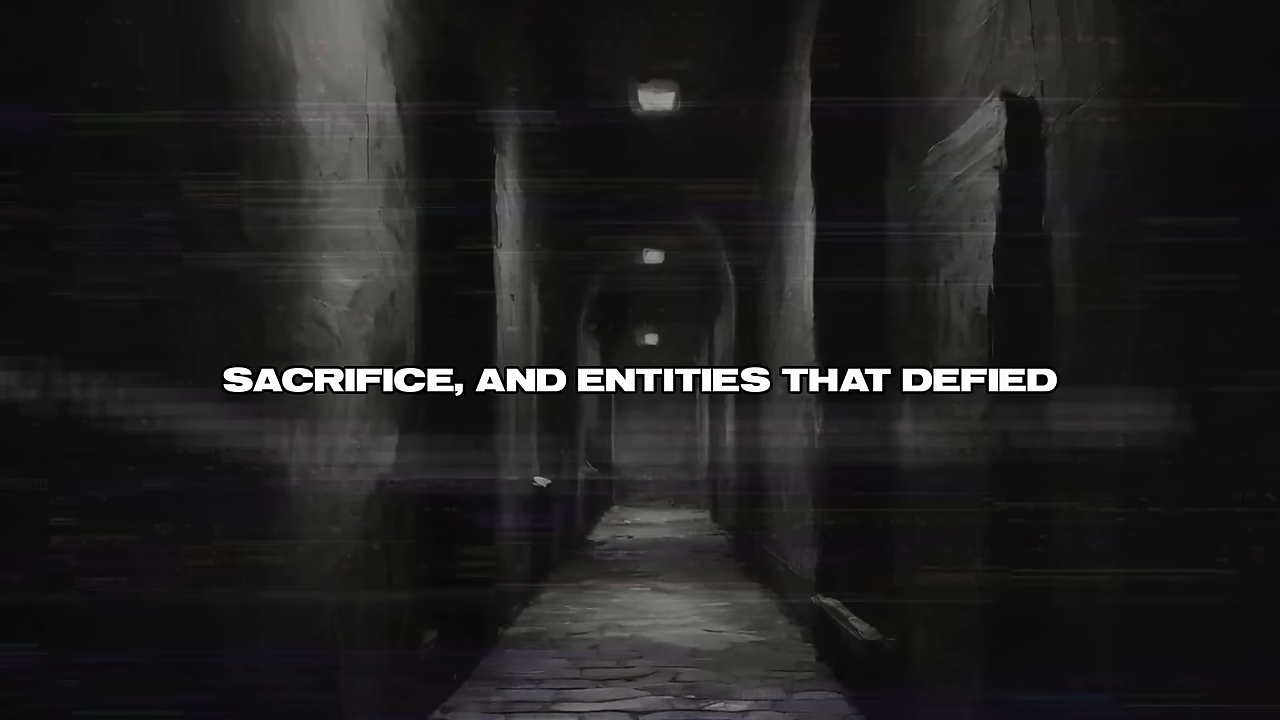 SACRIFICE, AND ENTITIES THAT DEFIED